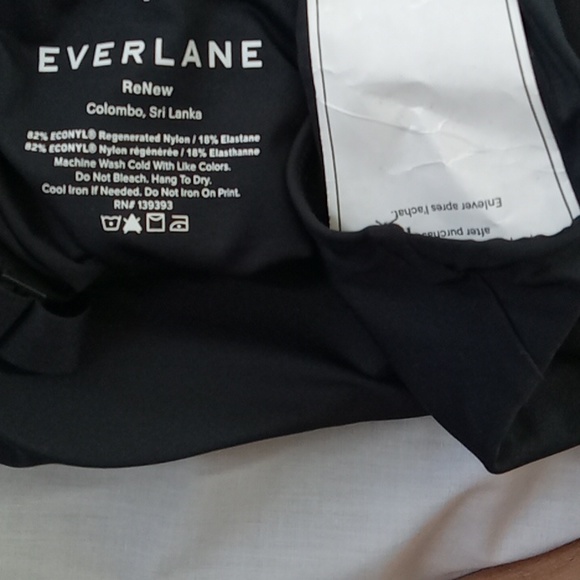 EVERLANE
ReNew
Colombo, Sri Lanka
82% ECONYL® Regenerated Nylon / 18% Elastane
82% ECONYL® Nylon régénérée / 18% Elasthanne
Machine Wash Cold With Like Colors.
Do Not Bleach. Hang To Dry.
Cool Iron If Needed. Do Not Iron On Print.
RN# 139393
after purchas
Enlever apres l'achat.